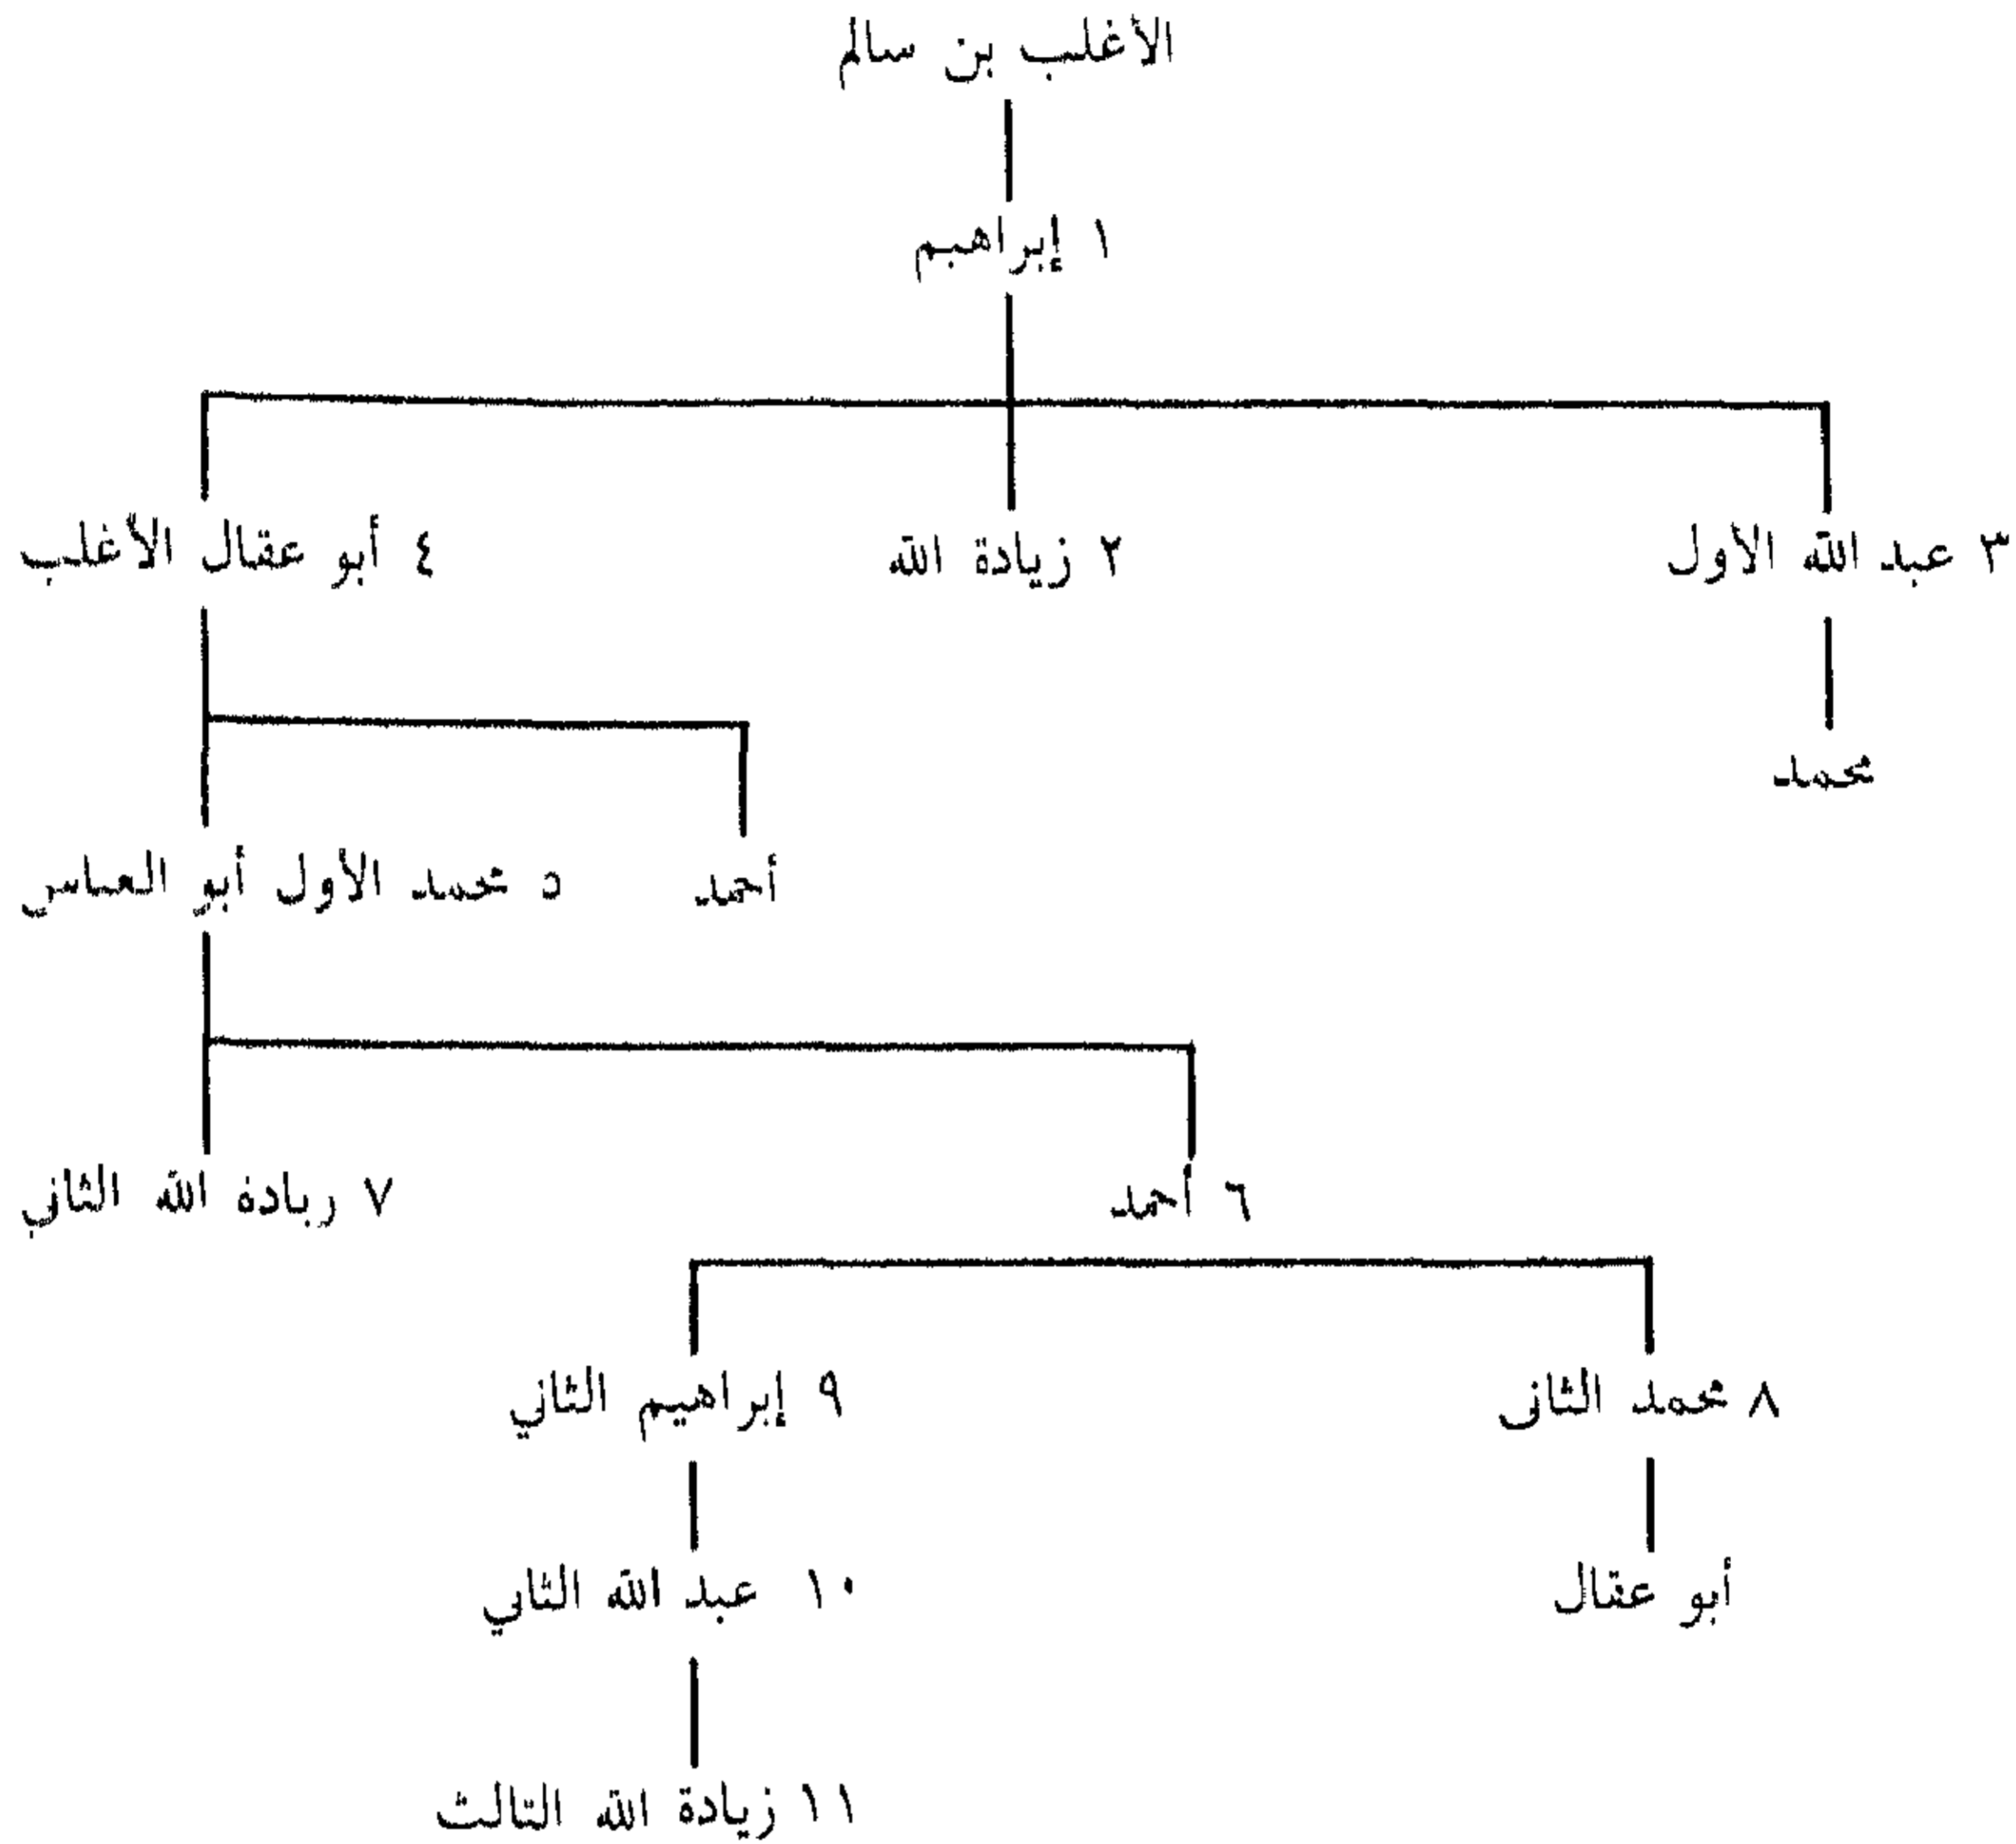 الأغلب بن سالم
١ إبراهيم
٣ عبد الله الأول
٢ زيادة الله
٤ أبو عقال الأغلب
محمد
أحمد
٥ محمد الأول أبو العباس
٦ أحمد
٧ زيادة الله الثاني
٨ محمد الثاني
٩ إبراهيم الثاني
أبو عقال
١٠ عبد الله الثاني
١١ زيادة الله الثالث